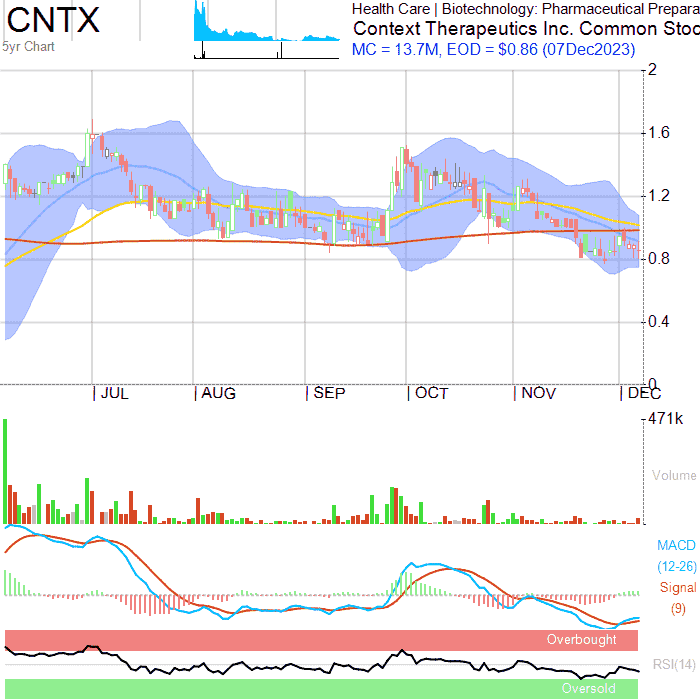 CNTX
5yr Chart
Health Care | Biotechnology: Pharmaceutical Prepara
Context Therapeutics Inc. Common Stoc
MC = 13.7M, EOD = $0.86 (07Dec2023)
2
1.6
1.2
0.8
0.4
0
JUL AUG SEP OCT NOV DEC
471k
Volume
MACD
(12-26)
Signal
(9)
Overbought
RSI(14)
Oversold